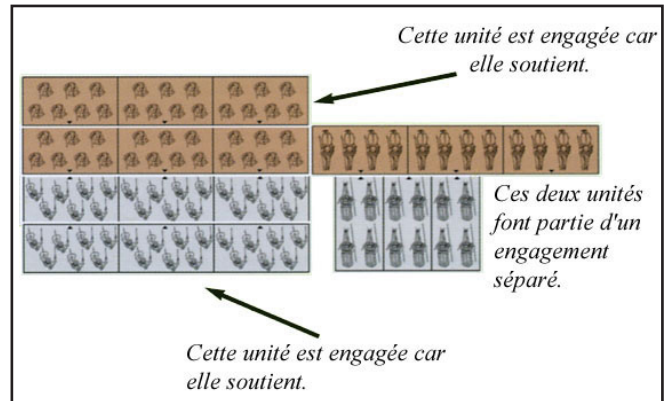 Cette unité est engagée car
elle soutient.
Ces deux unités
font partie d'un
engagement
séparé.
Cette unité est engagée car
elle soutient.